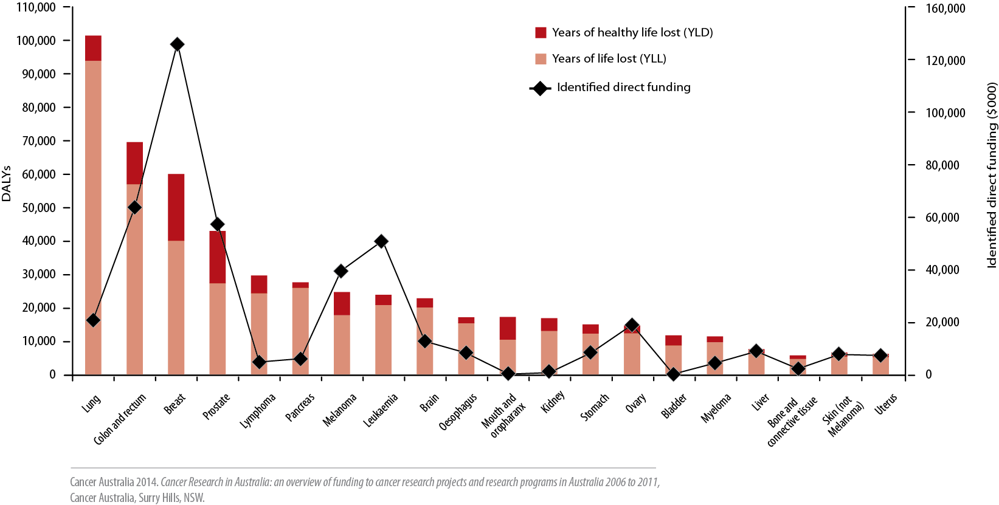 110,000
100,000
90,000
80,000
70,000
60,000
50,000
40,000
30,000
20,000
10,000
0
DALYs
Years of healthy life lost (YLD)
Years of life lost (YLL)
Identified direct funding
160,000
120,000
100,000
80,000
60,000
40,000
20,000
0
Identified direct funding ($000)
Lung
Colon and rectum
Breast
Prostate
Lymphoma
Pancreas
Melanoma
Leukaemia
Brain
Oesophagus
Mouth and
oropharanx
Kidney
Stomach
Ovary
Bladder
Myeloma
Liver
Bone and
connective tissue
Skin (not
Melanoma)
Uterus
Cancer Australia 2014. Cancer Research in Australia: an overview of funding to cancer research projects and research programs in Australia 2006 to 2011,
Cancer Australia, Surry Hills, NSW.